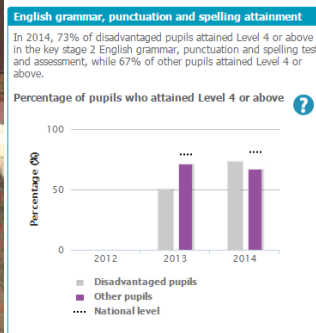 English grammar, punctuation and spelling attainment
In 2014, 73% of disadvantaged pupils attained Level 4 or above
in the key stage 2 English grammar, punctuation and spelling test
and assessment, while 67% of other pupils attained Level 4 or
above.
Percentage of pupils who attained Level 4 or above ?
Percentage (%)
100
50
0
2012 2013 2014
Disadvantaged pupils
Other pupils
National level